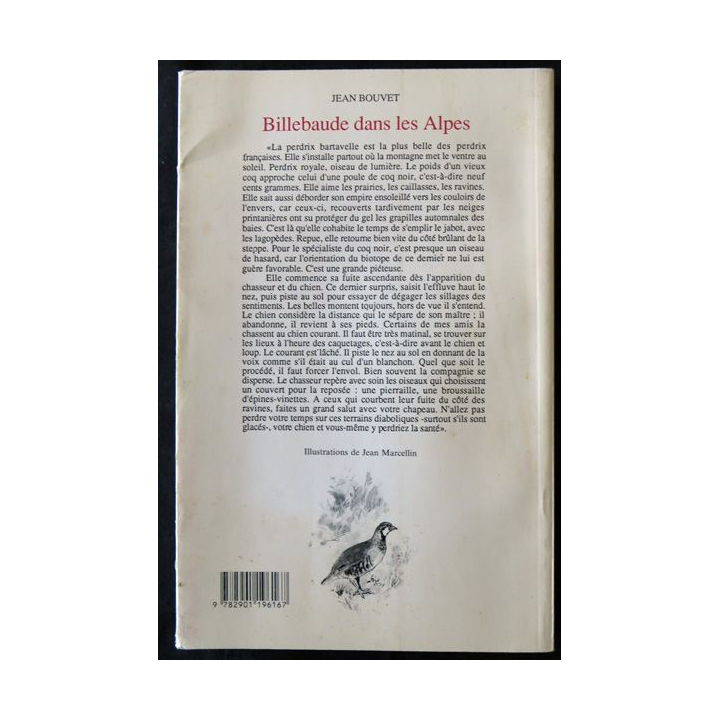 JEAN BOUVET
Billebaude dans les Alpes
«La perdrix bartavelle est la plus belle des perdrix
françaises. Elle s'installe partout où la montagne met le ventre au
soleil. Perdrix royale, oiseau de lumière. Le poids d'un vieux
coq approche celui d'une poule de coq noir, c'est-à-dire neuf
cents grammes. Elle aime les prairies, les caillasses, les ravines.
Elle sait aussi déborder son empire ensoleillé vers les couloirs de
l'envers, car ceux-ci, recouverts tardivement par les neiges
printanières ont su protéger du gel les grapilles automnales des
baies. C'est là qu'elle cohabite le temps de s'emplir le jabot, avec
les lagopèdes. Repue, elle retourne bien vite du côté brûlant de la
steppe. Pour le spécialiste du coq noir, c'est presque un oiseau
de hasard, car l'orientation du biotope de ce dernier ne lui est
guère favorable. C'est une grande piéteuse.
Elle commence sa fuite ascendante dès l'apparition du
chasseur et du chien. Ce dernier surpris, saisit l'effluve haut le
nez, puis piste au sol pour essayer de dégager les sillages des
sentiments. Les belles montent toujours, hors de vue il s'entend.
Le chien considère la distance qui le sépare de son maître ; il
abandonne, il revient à ses pieds. Certains de mes amis la
chassent au chien courant. Il faut être très matinal, se trouver sur
les lieux à l'heure des caquetages, c'est-à-dire avant le chien et
loup. Le courant est lâché. Il piste le nez au sol en donnant de la
voix comme s'il était au cul d'un blanchon. Quel que soit le
procédé, il faut forcer l'envol. Bien souvent la compagnie se
disperse. Le chasseur repère avec soin les oiseaux qui choisissent
un couvert pour la reposée : une pierraille, une broussaille
d'épines-vinettes. A ceux qui courbent leur fuite du côté des
ravines, faites un grand salut avec votre chapeau. N'allez pas
perdre votre temps sur ces terrains diaboliques -surtout s'ils sont
glacés-, votre chien et vous-même y perdriez la santé».
Illustrations de Jean Marcellin
9 782901 196167